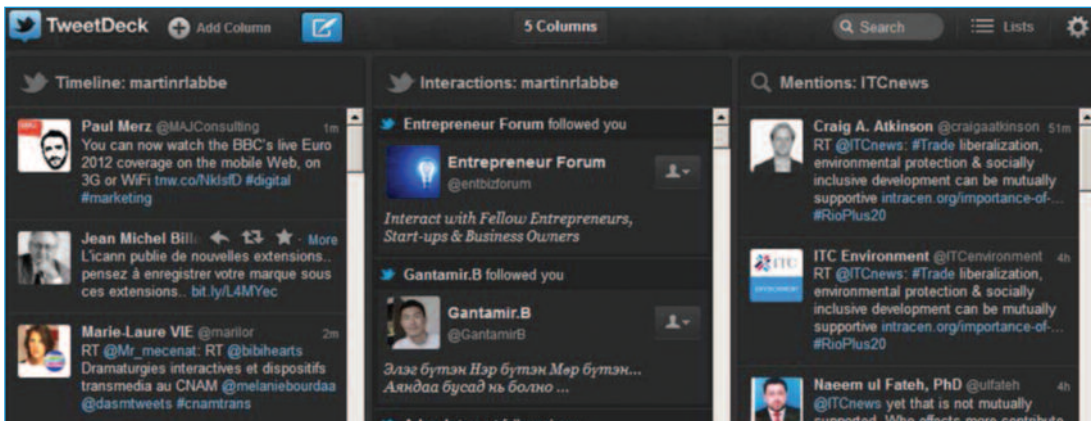 TweetDeck
Add Column
5 Columns
Search
Lists
Timeline: martinrlabbe
Paul Merz @MAJConsulting 1m
You can now watch the BBC's live Euro
2012 coverage on the mobile Web, on
3G or WiFi tnw.co/NklsfD #digital
#marketing
Jean Michel More
L'icann publie de nouvelles extensions..
pensez à enregistrer votre marque sous
ces extensions.. bit.ly/L4MYec
Marie-Laure VIE @marilor 2m
RT @Mr_mecenat: RT @bibihearts
Dramaturgies interactives et dispositifs
transmedia au CNAM @melaniebourdaa
@dasmtweets #cnamtrans
Interactions: martinrlabbe
Entrepreneur Forum followed you
Entrepreneur Forum
@entbizforum
Interact with Fellow Entrepreneurs,
Start-ups & Business Owners
Gantamir.B followed you
Gantamir.B
@GantamirB
Элэг бүтэн Нэр бүтэн Мөр бүтэн...
Аяндаа бусад нь болно ...
Mentions: ITCnews
Craig A. Atkinson @craigaatkinson 51m
RT @ITCnews: #Trade liberalization,
environmental protection & socially
inclusive development can be mutually
supportive intracen.org/importance-of-...
#RioPlus20
ITC
ITC Environment @ITCenvironment 4h
RT @ITCnews: #Trade liberalization,
environmental protection & socially
inclusive development can be mutually
supportive intracen.org/importance-of-...
#RioPlus20
Naeem ul Fateh, PhD @ulfateh 4h
@ITCnews yet that is not mutually
supported. Who effects more contribute